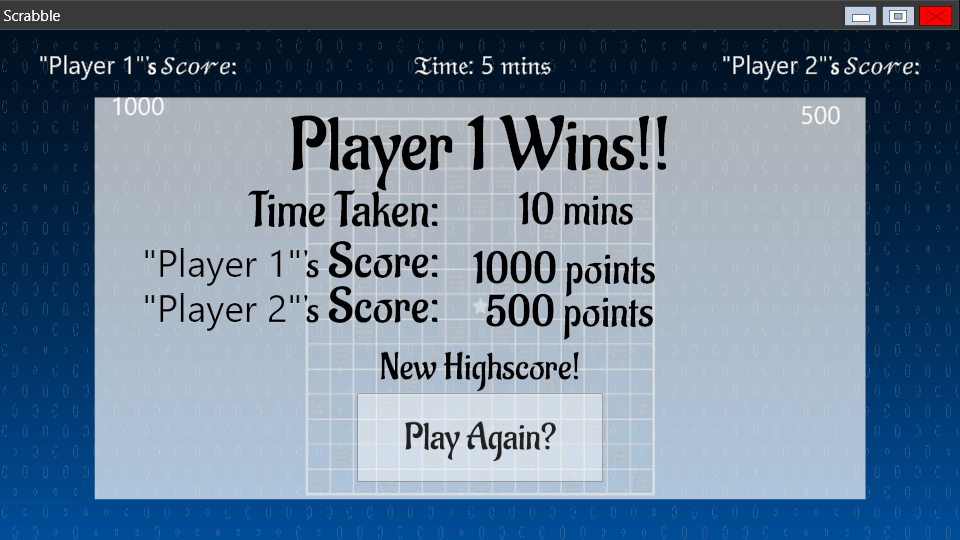 Scrabble
"Player 1"'s Score: Time: 5 mins "Player 2"'s Score:
1000 500
Player 1 Wins!!
Time Taken: 10 mins
"Player 1"'s Score: 1000 points
"Player 2"'s Score: 500 points
New Highscore!
Play Again?